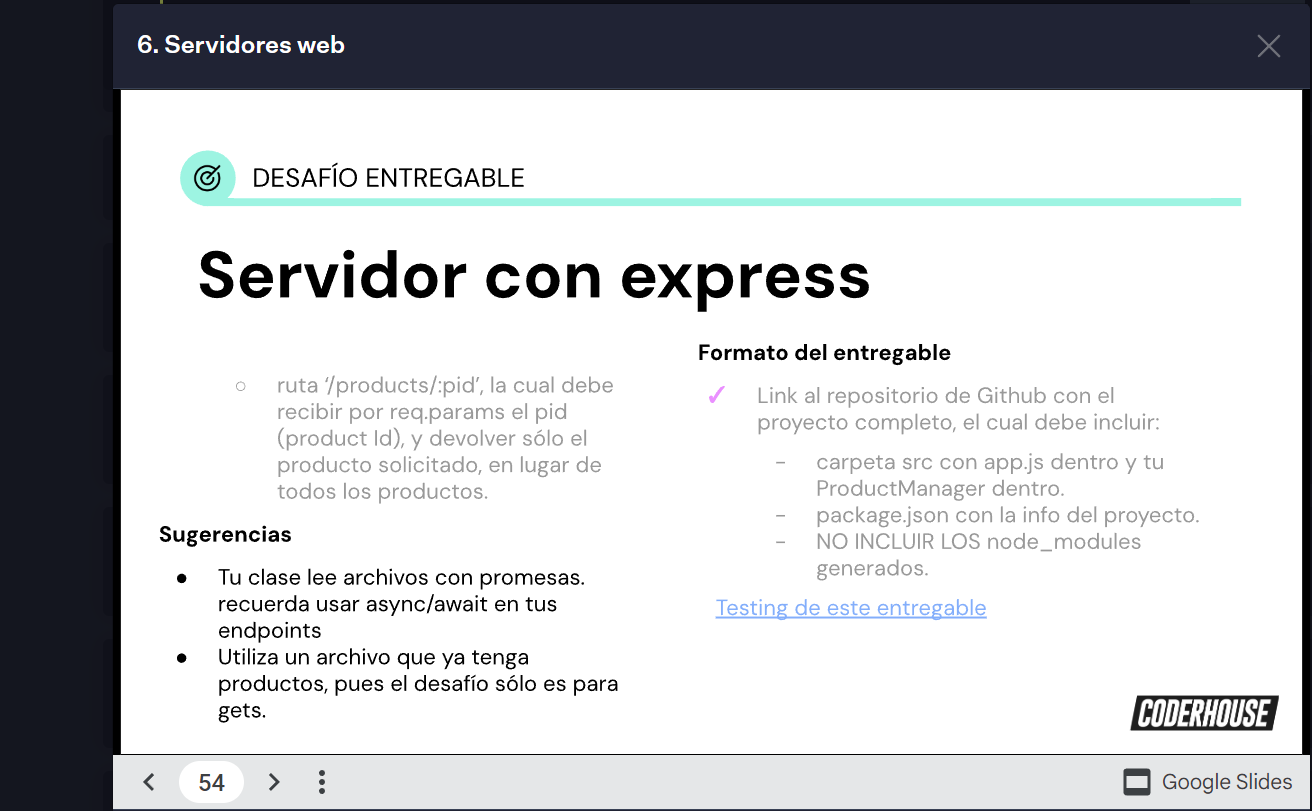 6. Servidores web
DESAFÍO ENTREGABLE
Servidor con express
○ ruta ‘/products/:pid’, la cual debe
recibir por req.params el pid
(product Id), y devolver sólo el
producto solicitado, en lugar de
todos los productos.
Sugerencias
● Tu clase lee archivos con promesas.
recuerda usar async/await en tus
endpoints
● Utiliza un archivo que ya tenga
productos, pues el desafío sólo es para
gets.
Formato del entregable
✓ Link al repositorio de Github con el
proyecto completo, el cual debe incluir:
- carpeta src con app.js dentro y tu
ProductManager dentro.
- package.json con la info del proyecto.
- NO INCLUIR LOS node_modules
generados.
Testing de este entregable
CODERHOUSE
54
Google Slides